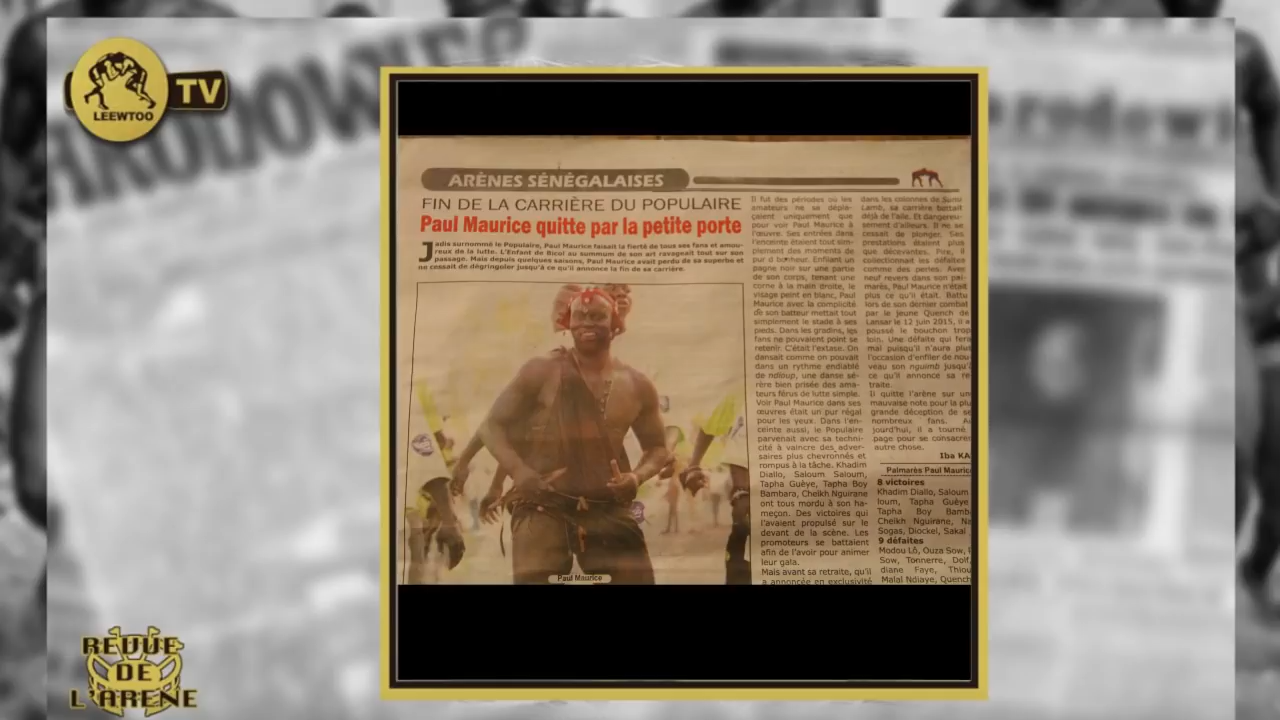 LEEWTOO
TV
ARÈNES SÉNÉGALAISES
FIN DE LA CARRIÈRE DU POPULAIRE
Paul Maurice quitte par la petite porte
Jadis surnommé le Populaire, Paul Maurice faisait la fierté de tous ses fans et amou-
reux de la lutte. L'Enfant de Bicol au summum de son art ravageait tout sur son
passage. Mais depuis quelques saisons, Paul Maurice avait perdu de sa superbe et
ne cessait de dégringoler jusqu'à ce qu'il annonce la fin de sa carrière.
Paul Maurice
Il fut des périodes où les
amateurs ne se dépla-
çaient uniquement que
pour voir Paul Maurice à
l'œuvre. Ses entrées dans
l'enceinte étaient tout sim-
plement des moments de
pur d bonheur. Enfilant un
pagne noir sur une partie
de son corps, tenant une
corne à la main droite, le
visage peint en blanc, Paul
Maurice avec la complicité
de son batteur mettait tout
simplement le stade à ses
pieds. Dans les gradins, les
fans ne pouvaient point se
retenir. C'était l'extase. On
dansait comme on pouvait
dans un rythme endiablé
de ndioup, une danse sé-
rère bien prisée des ama-
teurs férus de lutte simple.
Voir Paul Maurice dans ses
œuvres était un pur régal
pour les yeux. Dans l'en-
ceinte aussi, le Populaire
parvenait avec sa techni-
cité à vaincre des adver-
saires plus chevronnés et
rompus à la tâche. Khadim
Diallo, Saloum Saloum,
Tapha Guèye, Tapha Boy
Bambara, Cheikh Nguirane
ont tous mordu à son ha-
meçon. Des victoires qui
l'avaient propulsé sur le
devant de la scène. Les
promoteurs se battaient
afin de l'avoir pour animer
leur gala.
Mais avant sa retraite, qu'il
a annoncée en exclusivité
dans les colonnes de Sunu
Lamb, sa carrière battait
déjà de l'aile. Et dangereu-
sement d'ailleurs. Il ne se
cessait de plonger. Ses
prestations étaient plus
que décevantes. Pire, il
collectionnait les défaites
comme des perles. Avec
neuf revers dans son pal-
marès, Paul Maurice n'était
plus ce qu'il était. Battu
lors de son dernier combat
par le jeune Quench de
Lansar le 12 juin 2015, il a
poussé le bouchon trop
loin. Une défaite qui fera
mal puisqu'il n'aura plus
l'occasion d'enfiler de nou-
veau son nguimb jusqu'
ce qu'il annonce sa re-
traite.
Il quitte l'arène sur un
mauvaise note pour la plu
grande déception de se
nombreux fans. Au
jourd'hui, il a tourné
page pour se consacrer
autre chose.
Iba KA
Palmarès Paul Maurice
8 victoires
Khadim Diallo, Saloum
loum, Tapha Guèye
Tapha Boy Bamb
Cheikh Nguirane, Na
Sogas, Diockel, Sakal
9 défaites
Modou Lô, Ouza Sow,
Sow, Tonnerre, Dolf
diane Faye, Thiou
Malal Ndiaye, Quench
REVUE
DE
L'ARENE